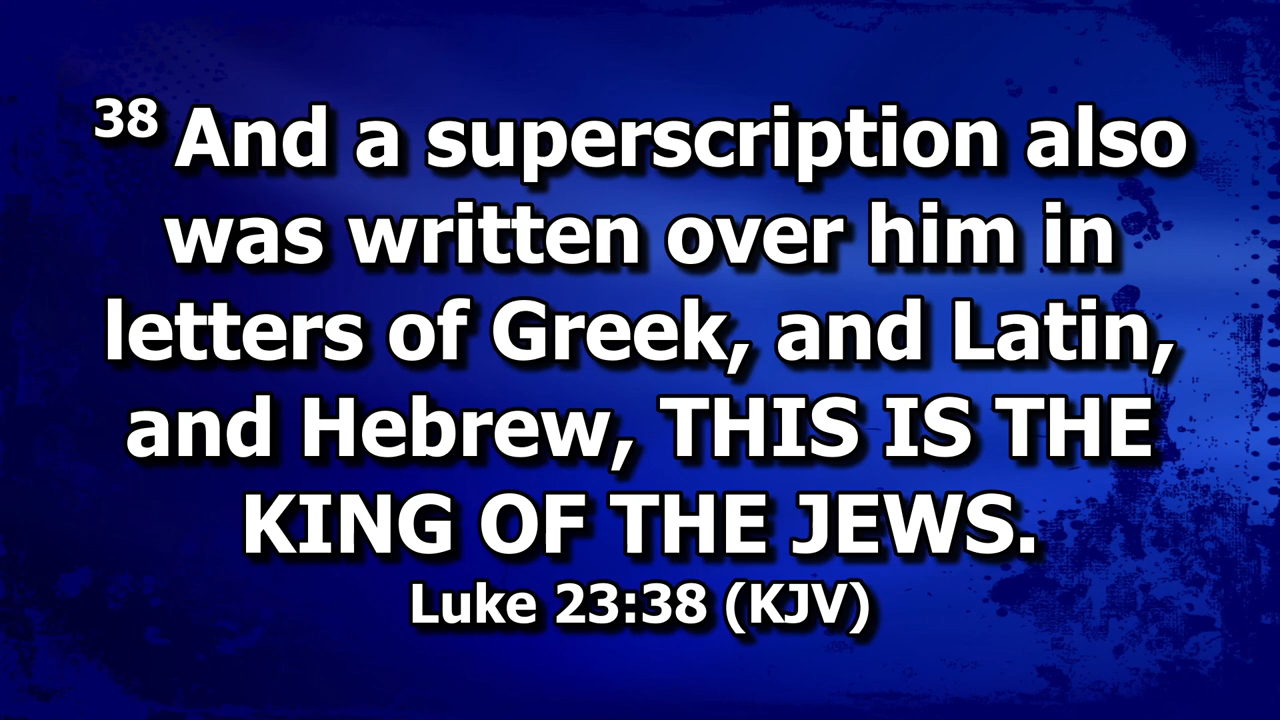 38 And a superscription also
was written over him in
letters of Greek, and Latin,
and Hebrew, THIS IS THE
KING OF THE JEWS.
Luke 23:38 (KJV)